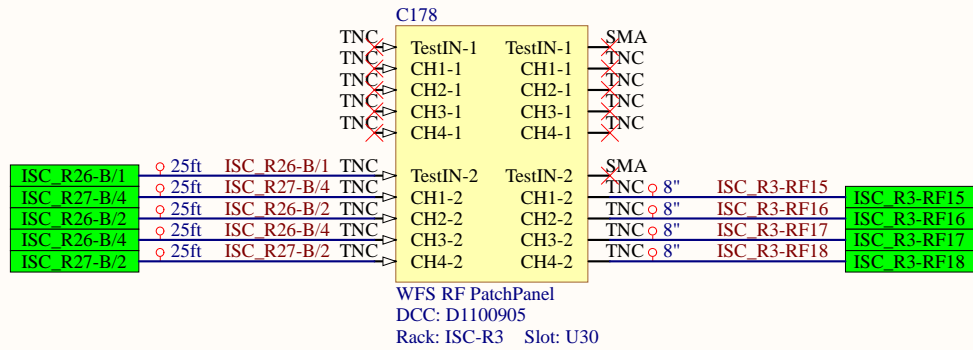 C178
TNC TestIN-1 TestIN-1 SMA
TNC CH1-1 CH1-1 TNC
TNC CH2-1 CH2-1 TNC
TNC CH3-1 CH3-1 TNC
TNC CH4-1 CH4-1 TNC
ISC_R26-B/1 25ft ISC_R26-B/1 TNC TestIN-2 TestIN-2 SMA
ISC_R27-B/4 25ft ISC_R27-B/4 TNC CH1-2 CH1-2 TNC 8" ISC_R3-RF15 ISC_R3-RF15
ISC_R26-B/2 25ft ISC_R26-B/2 TNC CH2-2 CH2-2 TNC 8" ISC_R3-RF16 ISC_R3-RF16
ISC_R26-B/4 25ft ISC_R26-B/4 TNC CH3-2 CH3-2 TNC 8" ISC_R3-RF17 ISC_R3-RF17
ISC_R27-B/2 25ft ISC_R27-B/2 TNC CH4-2 CH4-2 TNC 8" ISC_R3-RF18 ISC_R3-RF18
WFS RF PatchPanel
DCC: D1100905
Rack: ISC-R3 Slot: U30